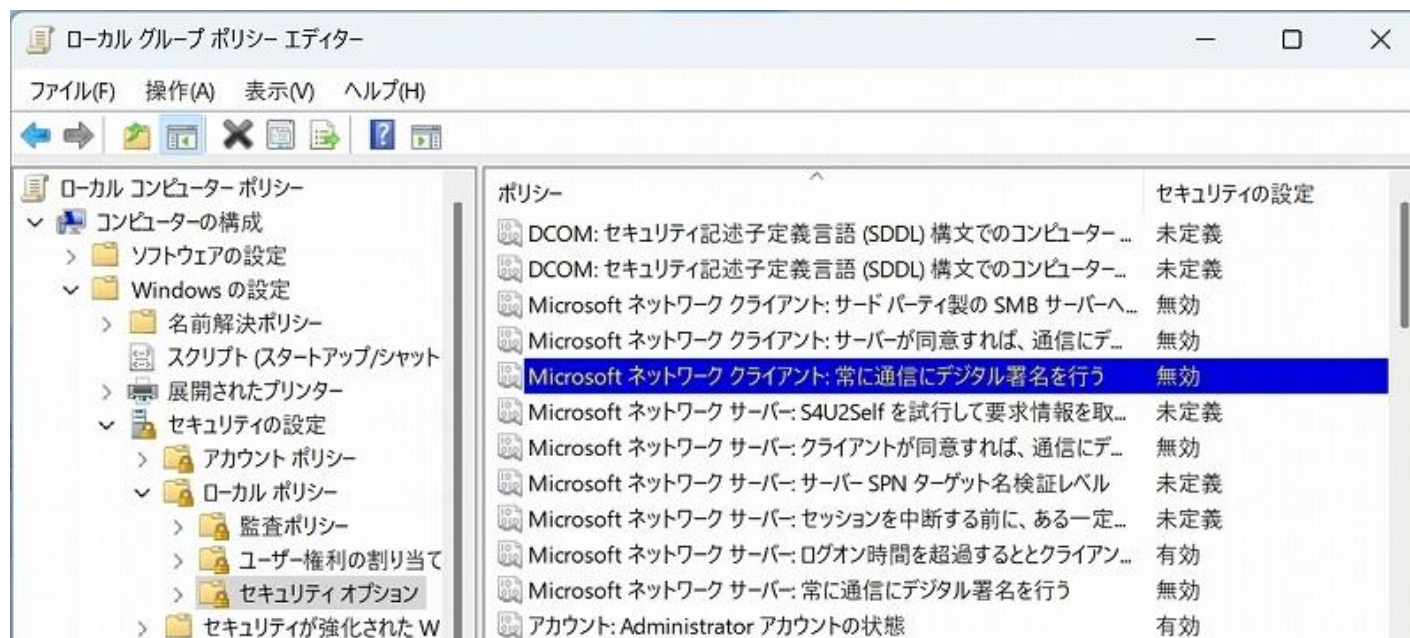 ローカル グループ ポリシー エディター
ファイル(F) 操作(A) 表示(V) ヘルプ(H)
ローカル コンピューター ポリシー
コンピューターの構成
ソフトウェアの設定
Windows の設定
名前解決ポリシー
スクリプト (スタートアップ/シャット
展開されたプリンター
セキュリティの設定
アカウント ポリシー
ローカル ポリシー
監査ポリシー
ユーザー権利の割り当て
セキュリティ オプション
セキュリティが強化された W
ポリシー セキュリティの設定
DCOM: セキュリティ記述子定義言語 (SDDL) 構文でのコンピューター ... 未定義
DCOM: セキュリティ記述子定義言語 (SDDL) 構文でのコンピューター... 未定義
Microsoft ネットワーク クライアント: サード パーティ製の SMB サーバーへ... 無効
Microsoft ネットワーク クライアント: サーバーが同意すれば、通信にデ... 無効
Microsoft ネットワーク クライアント: 常に通信にデジタル署名を行う 無効
Microsoft ネットワーク サーバー: S4U2Self を試行して要求情報を取... 未定義
Microsoft ネットワーク サーバー: クライアントが同意すれば、通信にデ... 無効
Microsoft ネットワーク サーバー: サーバー SPN ターゲット名検証レベル 未定義
Microsoft ネットワーク サーバー: セッションを中断する前に、ある一定... 未定義
Microsoft ネットワーク サーバー: ログオン時間を超過するととクライアン... 有効
Microsoft ネットワーク サーバー: 常に通信にデジタル署名を行う 無効
アカウント: Administrator アカウントの状態 有効